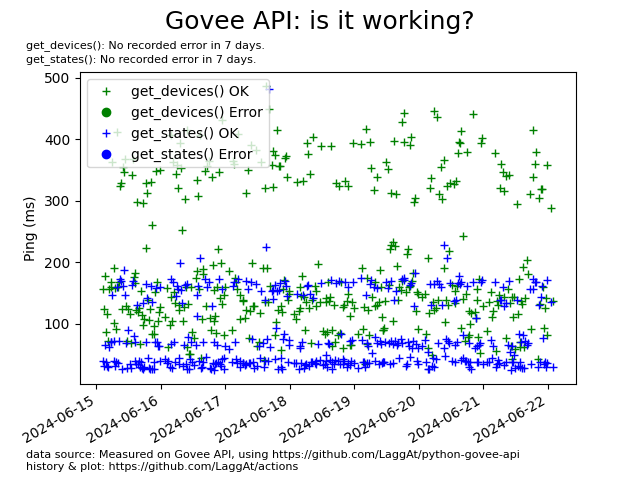 Govee API: is it working?
get_devices(): No recorded error in 7 days.
get_states(): No recorded error in 7 days.
500
400
300
200
100
Ping (ms)
get_devices() OK
get_devices() Error
get_states() OK
get_states() Error
2024-06-15
2024-06-16
2024-06-17
2024-06-18
2024-06-19
2024-06-20
2024-06-21
2024-06-22
data source: Measured on Govee API, using https://github.com/LaggAt/python-govee-api
history & plot: https://github.com/LaggAt/actions